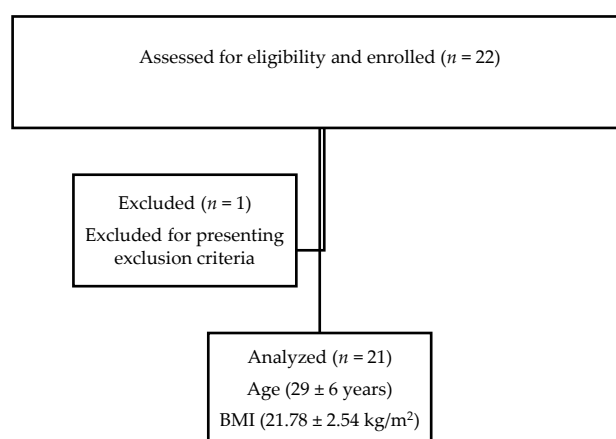 Assessed for eligibility and enrolled (n = 22)
Excluded (n = 1)
Excluded for presenting
exclusion criteria
Analyzed (n = 21)
Age (29 ± 6 years)
BMI (21.78 ± 2.54 kg/m²)